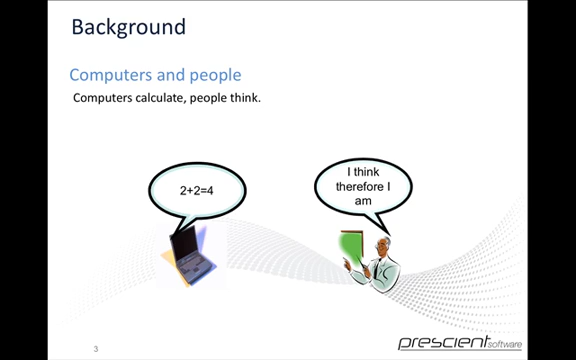 Background
Computers and people
Computers calculate, people think.
2+2=4
I think
therefore I
am
3
prescient software